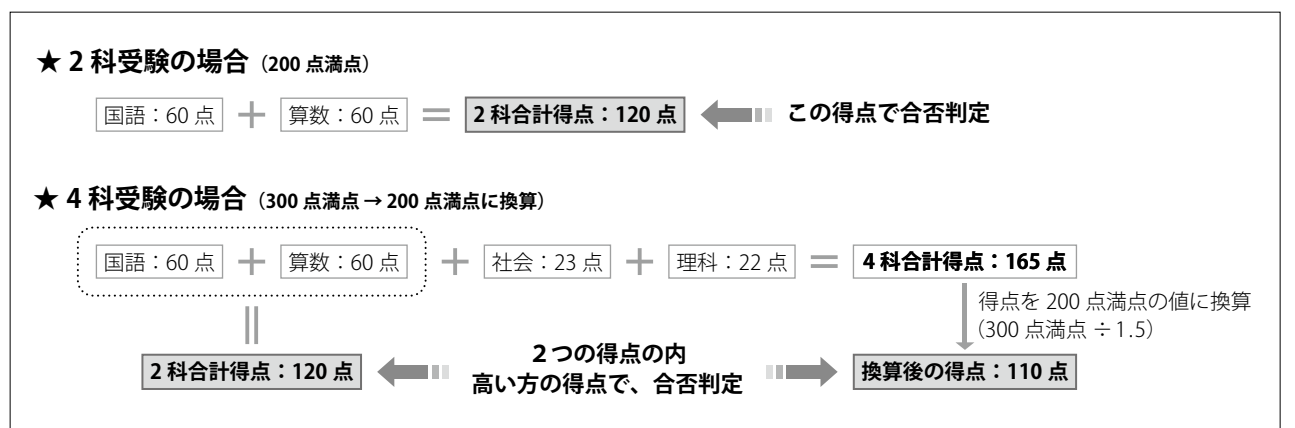 ★ 2 科受験の場合（200 点満点）
国語：60 点 ＋ 算数：60 点 ＝ 2 科合計得点：120 点 この得点で合否判定
★ 4 科受験の場合（300 点満点 → 200 点満点に換算）
国語：60 点 ＋ 算数：60 点 ＋ 社会：23 点 ＋ 理科：22 点 ＝ 4 科合計得点：165 点
得点を 200 点満点の値に換算
（300 点満点 ÷ 1.5）
＝
2 科合計得点：120 点
２つの得点の内
高い方の得点で、合否判定
換算後の得点：110 点